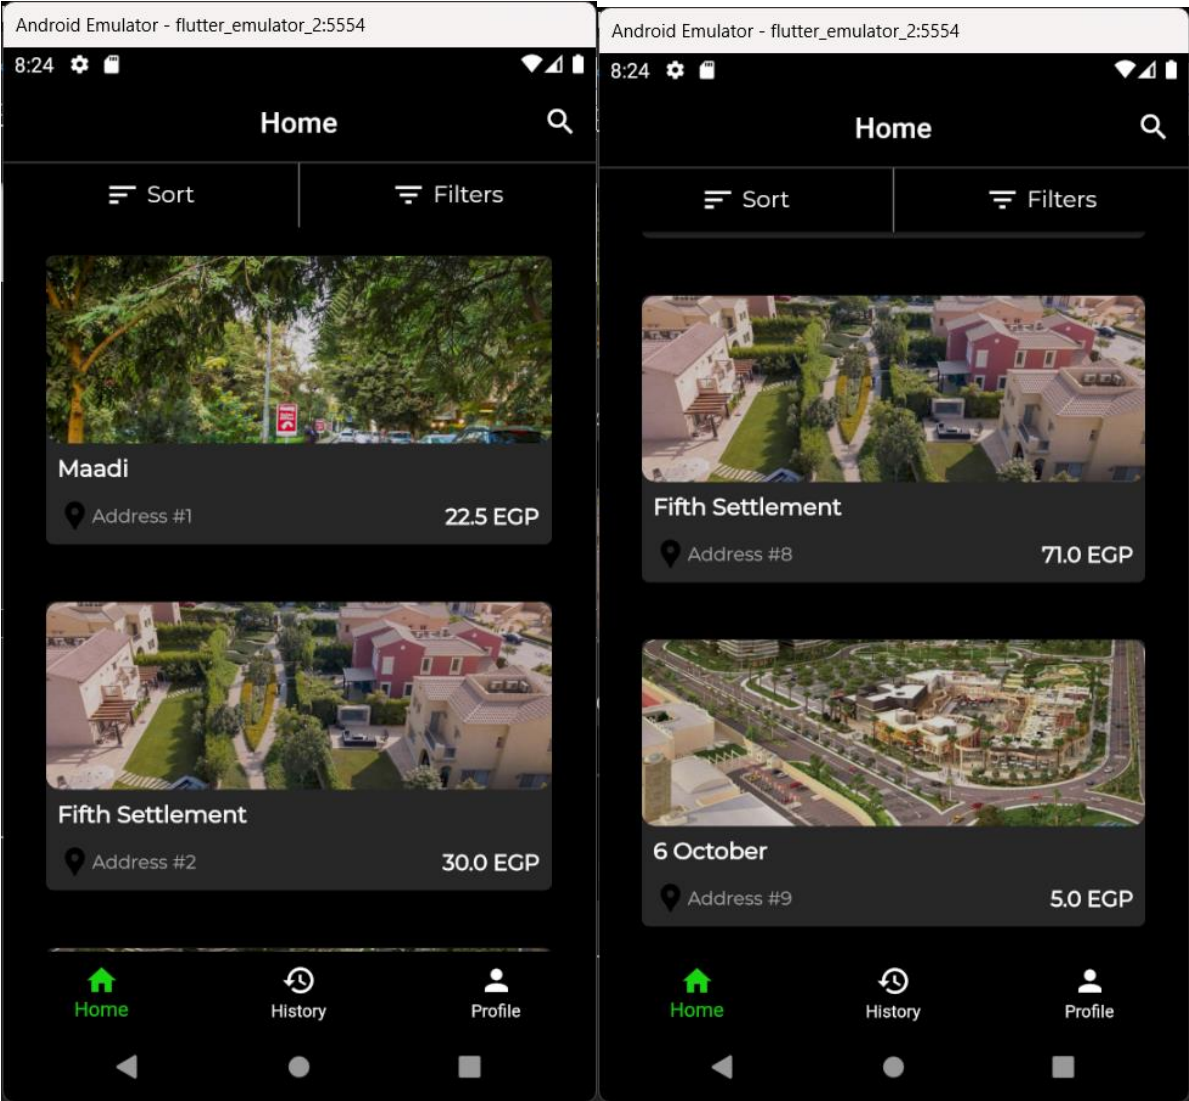 Android Emulator - flutter_emulator_2:5554
8:24
Home
Sort
Filters
Maadi
Address #1
22.5 EGP
Fifth Settlement
Address #2
30.0 EGP
Home
History
Profile
Android Emulator - flutter_emulator_2:5554
8:24
Home
Sort
Filters
Fifth Settlement
Address #8
71.0 EGP
6 October
Address #9
5.0 EGP
Home
History
Profile